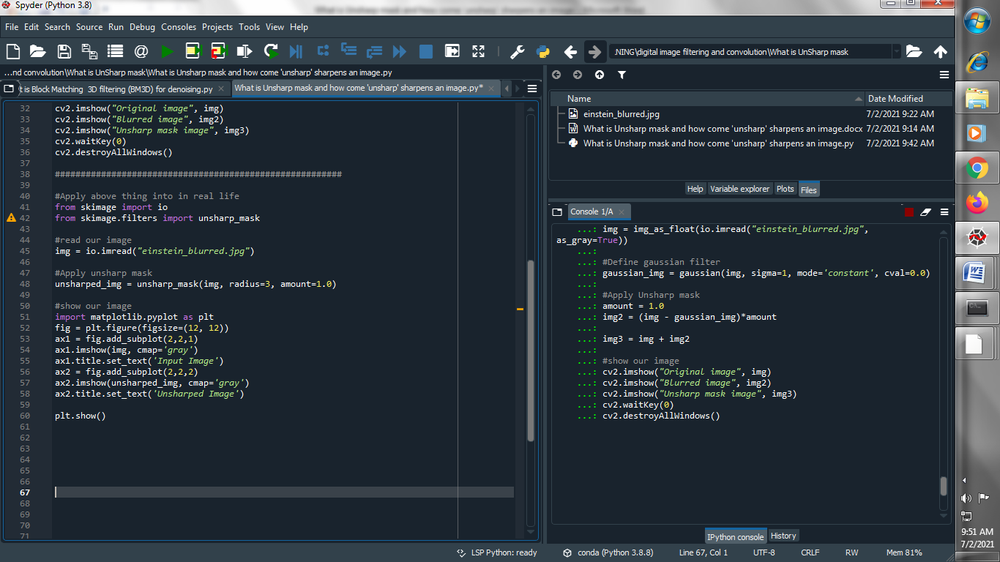 Spyder (Python 3.8)
File Edit Search Source Run Debug Consoles Projects Tools View Help
.NING\digital image filtering and convolution\What is UnSharp mask
...nd convolution\What is UnSharp mask\What is Unsharp mask and how come 'unsharp' sharpens an image.py
t is Block Matching 3D filtering (BM3D) for denoising.py
What is Unsharp mask and how come 'unsharp' sharpens an image.py*
32 cv2.imshow("Original image", img)
33 cv2.imshow("Blurred image", img2)
34 cv2.imshow("Unsharp mask image", img3)
35 cv2.waitKey(0)
36 cv2.destroyAllWindows()
37
38 ########################################################
39
40 #Apply above thing into in real life
41 from skimage import io
42 from skimage.filters import unsharp_mask
43
44 #read our image
45 img = io.imread("einstein_blurred.jpg")
46
47 #Apply unsharp mask
48 unsharped_img = unsharp_mask(img, radius=3, amount=1.0)
49
50 #show our image
51 import matplotlib.pyplot as plt
52 fig = plt.figure(figsize=(12, 12))
53 ax1 = fig.add_subplot(2,2,1)
54 ax1.imshow(img, cmap='gray')
55 ax1.title.set_text('Input Image')
56 ax2 = fig.add_subplot(2,2,2)
57 ax2.imshow(unsharped_img, cmap='gray')
58 ax2.title.set_text('Unsharped Image')
59
60 plt.show()
61
62
63
64
65
66
67
68
69
70
71
Name Date Modified
einstein_blurred.jpg 7/2/2021 9:22 AM
What is Unsharp mask and how come 'unsharp' sharpens an image.docx 7/2/2021 9:14 AM
What is Unsharp mask and how come 'unsharp' sharpens an image.py 7/2/2021 9:42 AM
Help Variable explorer Plots Files
Console 1/A
...: img = img_as_float(io.imread("einstein_blurred.jpg",
as_gray=True))
...:
...: #Define gaussian filter
...: gaussian_img = gaussian(img, sigma=1, mode='constant', cval=0.0)
...:
...: #Apply Unsharp mask
...: amount = 1.0
...: img2 = (img - gaussian_img)*amount
...:
...: img3 = img + img2
...:
...: #show our image
...: cv2.imshow("Original image", img)
...: cv2.imshow("Blurred image", img2)
...: cv2.imshow("Unsharp mask image", img3)
...: cv2.waitKey(0)
...: cv2.destroyAllWindows()
IPython console History
LSP Python: ready conda (Python 3.8.8) Line 67, Col 1 UTF-8 CRLF RW Mem 81%
9:51 AM
7/2/2021